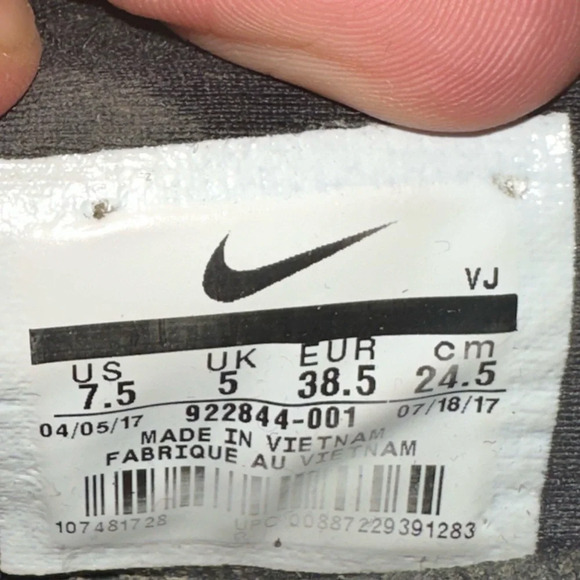 VJ
US UK EUR cm
7.5 5 38.5 24.5
04/05/17 922844-001 07/18/17
MADE IN VIETNAM
FABRIQUE AU VIETNAM
107481728 UPC 00887229391283